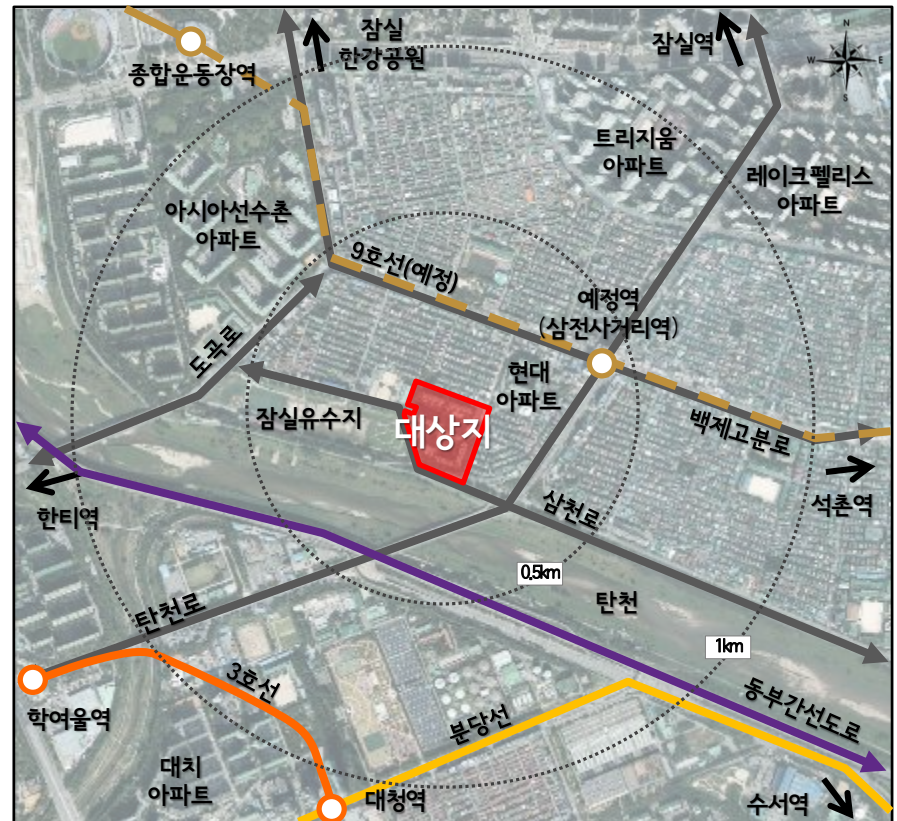 잠실
한강공원
잠실역
N
W
E
S
종합운동장역
트리지움
아파트
레이크펠리스
아파트
아시아선수촌
아파트
9호선(예정)
예정역
(삼전사거리역)
도곡로
현대
아파트
잠실유수지
대상지
백제고분로
한티역
삼천로
석촌역
0.5km
탄천
탄천로
1km
3호선
학여울역
분당선
동부간선도로
대치
아파트
대청역
수서역